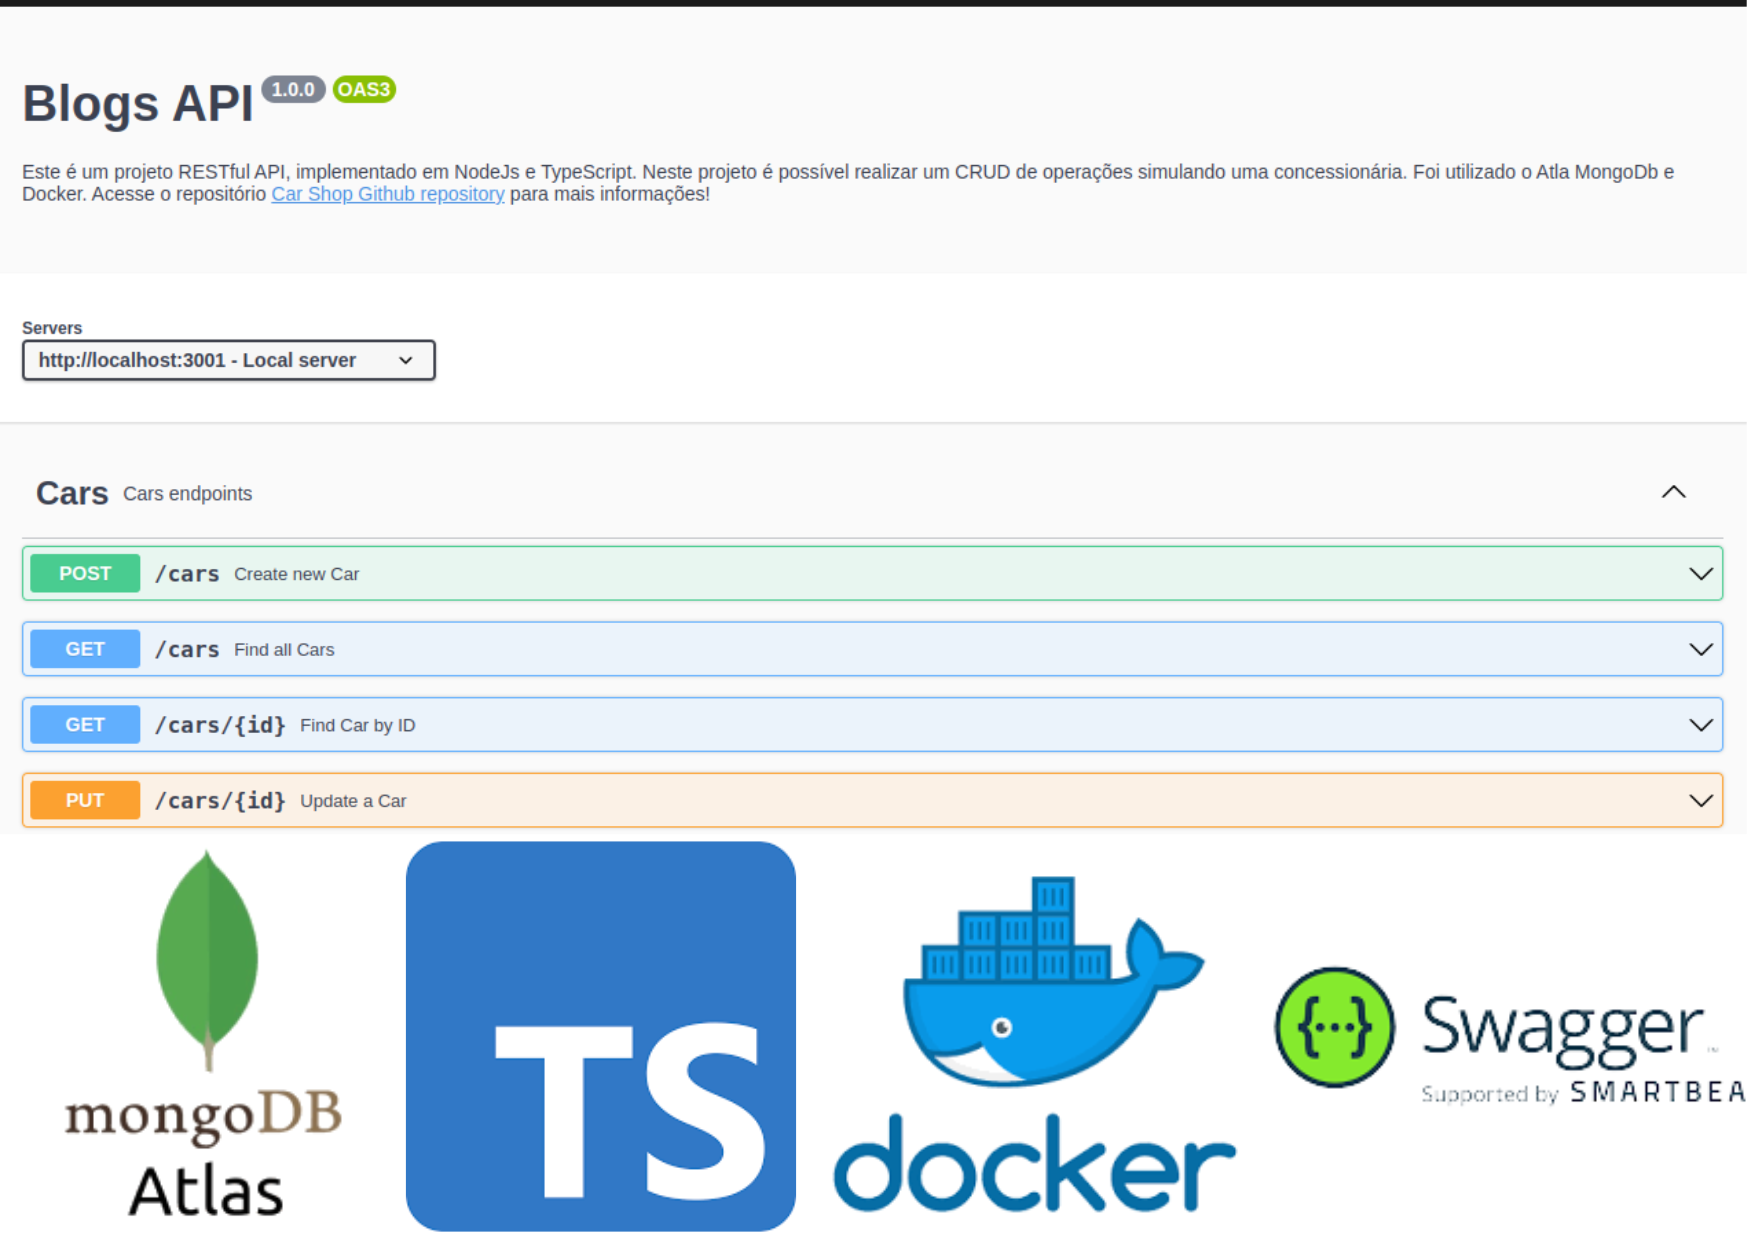 Blogs API 1.0.0 OAS3
Este é um projeto RESTful API, implementado em NodeJs e TypeScript. Neste projeto é possível realizar um CRUD de operações simulando uma concessionária. Foi utilizado o Atla MongoDb e
Docker. Acesse o repositório Car Shop Github repository para mais informações!
Servers
http://localhost:3001 - Local server
Cars Cars endpoints
POST /cars Create new Car
GET /cars Find all Cars
GET /cars/{id} Find Car by ID
PUT /cars/{id} Update a Car
mongoDB
Atlas
TS
docker
{···} Swagger
Supported by SMARTBEA